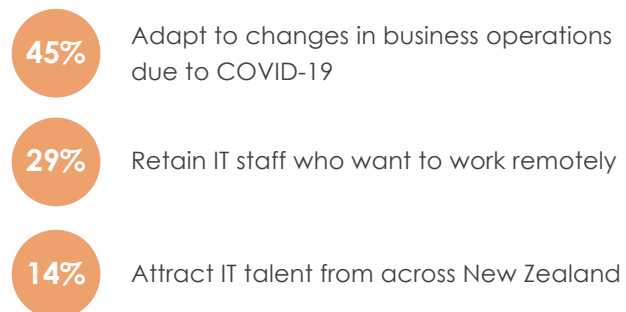 45%
Adapt to changes in business operations
due to COVID-19
29%
Retain IT staff who want to work remotely
14%
Attract IT talent from across New Zealand